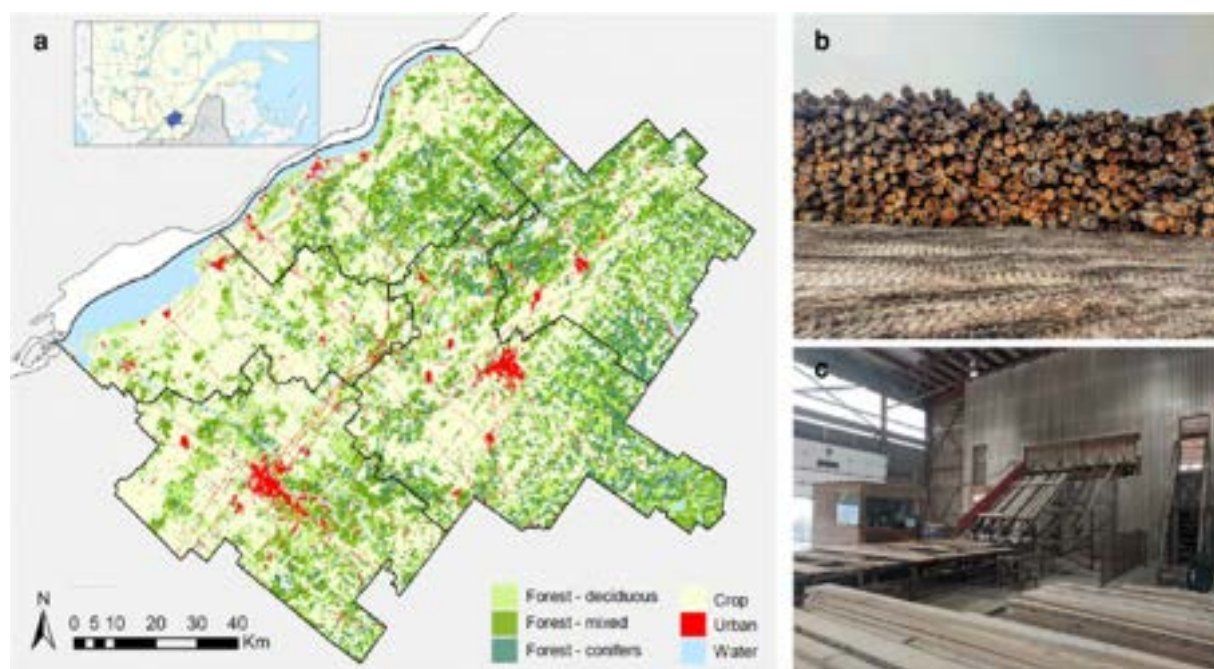 a
b
c
N
0 5 10 20 30 40
Km
Forest - deciduous
Forest - mixed
Forest - conifers
Crop
Urban
Water